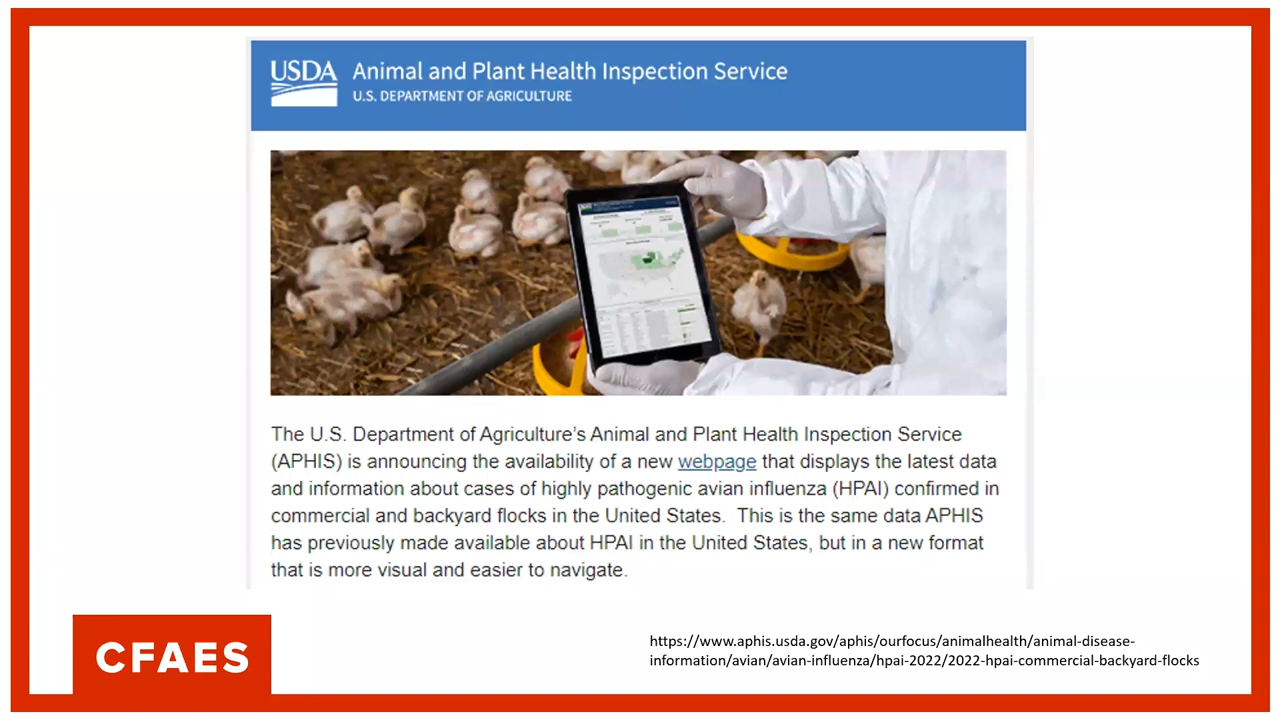 USDA
Animal and Plant Health Inspection Service
U.S. DEPARTMENT OF AGRICULTURE
The U.S. Department of Agriculture's Animal and Plant Health Inspection Service
(APHIS) is announcing the availability of a new webpage that displays the latest data
and information about cases of highly pathogenic avian influenza (HPAI) confirmed in
commercial and backyard flocks in the United States.  This is the same data APHIS
has previously made available about HPAI in the United States, but in a new format
that is more visual and easier to navigate.
CFAES
https://www.aphis.usda.gov/aphis/ourfocus/animalhealth/animal-disease-
information/avian/avian-influenza/hpai-2022/2022-hpai-commercial-backyard-flocks